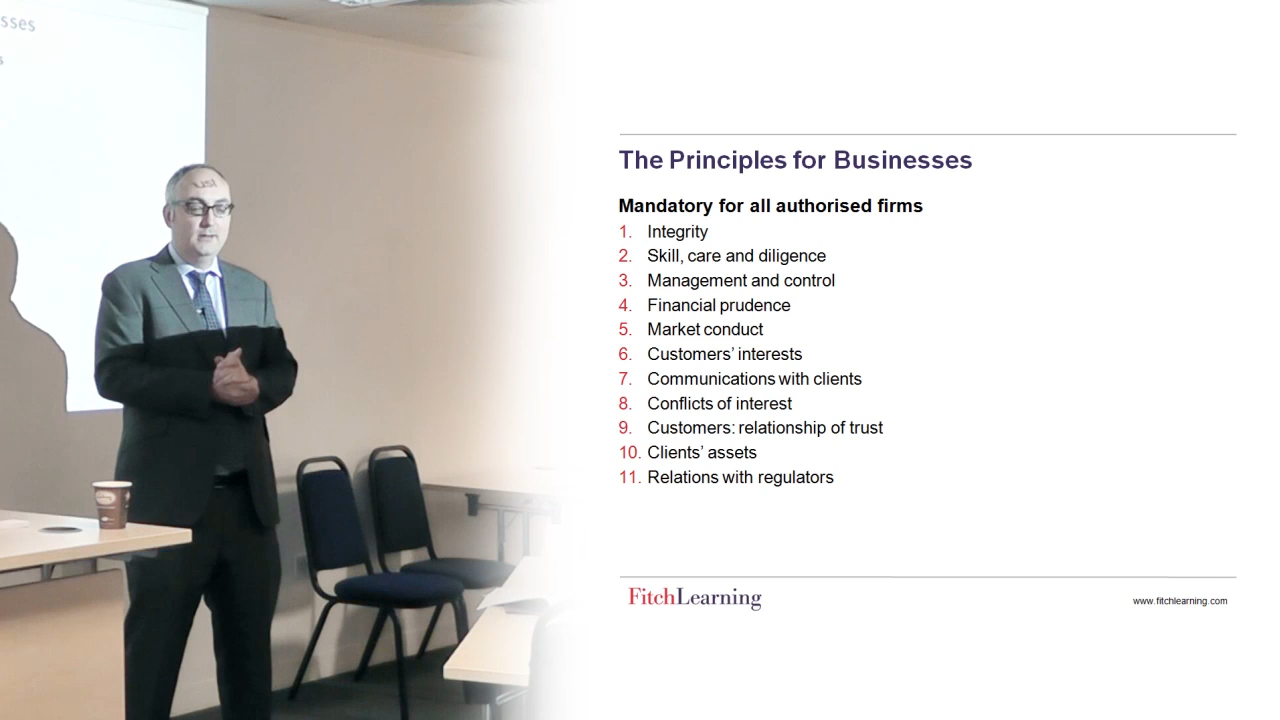 sses
s
The Principles for Businesses
Mandatory for all authorised firms
1. Integrity
2. Skill, care and diligence
3. Management and control
4. Financial prudence
5. Market conduct
6. Customers’ interests
7. Communications with clients
8. Conflicts of interest
9. Customers: relationship of trust
10. Clients’ assets
11. Relations with regulators
FitchLearning
www.fitchlearning.com